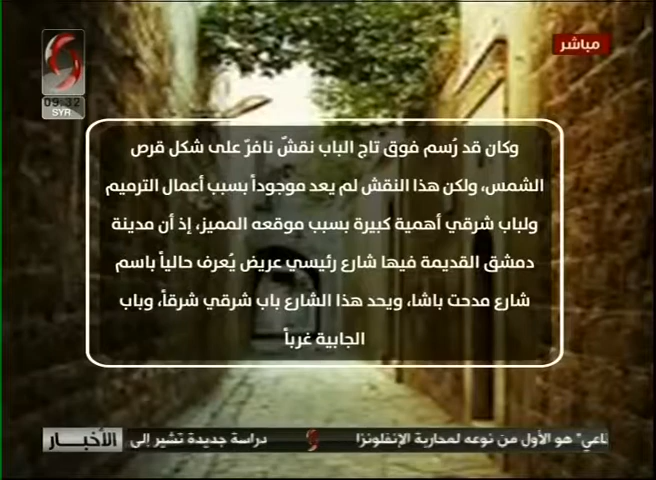 مباشر
09:32
SYR
وكان قد رُسم فوق تاج الباب نقشٌ نافرٌ على شكل قرص
الشمس، ولكن هذا النقش لم يعد موجوداً بسبب أعمال الترميم
ولباب شرقي أهمية كبيرة بسبب موقعه المميز، إذ أن مدينة
دمشق القديمة فيها شارع رئيسي عريض يُعرف حالياً باسم
شارع مدحت باشا، ويحد هذا الشارع باب شرقي شرقاً، وباب
الجابية غرباً
ناعي" هو الأول من نوعه لمحاربة الإنفلونزا دراسة جديدة تشير إلى
الأخبار